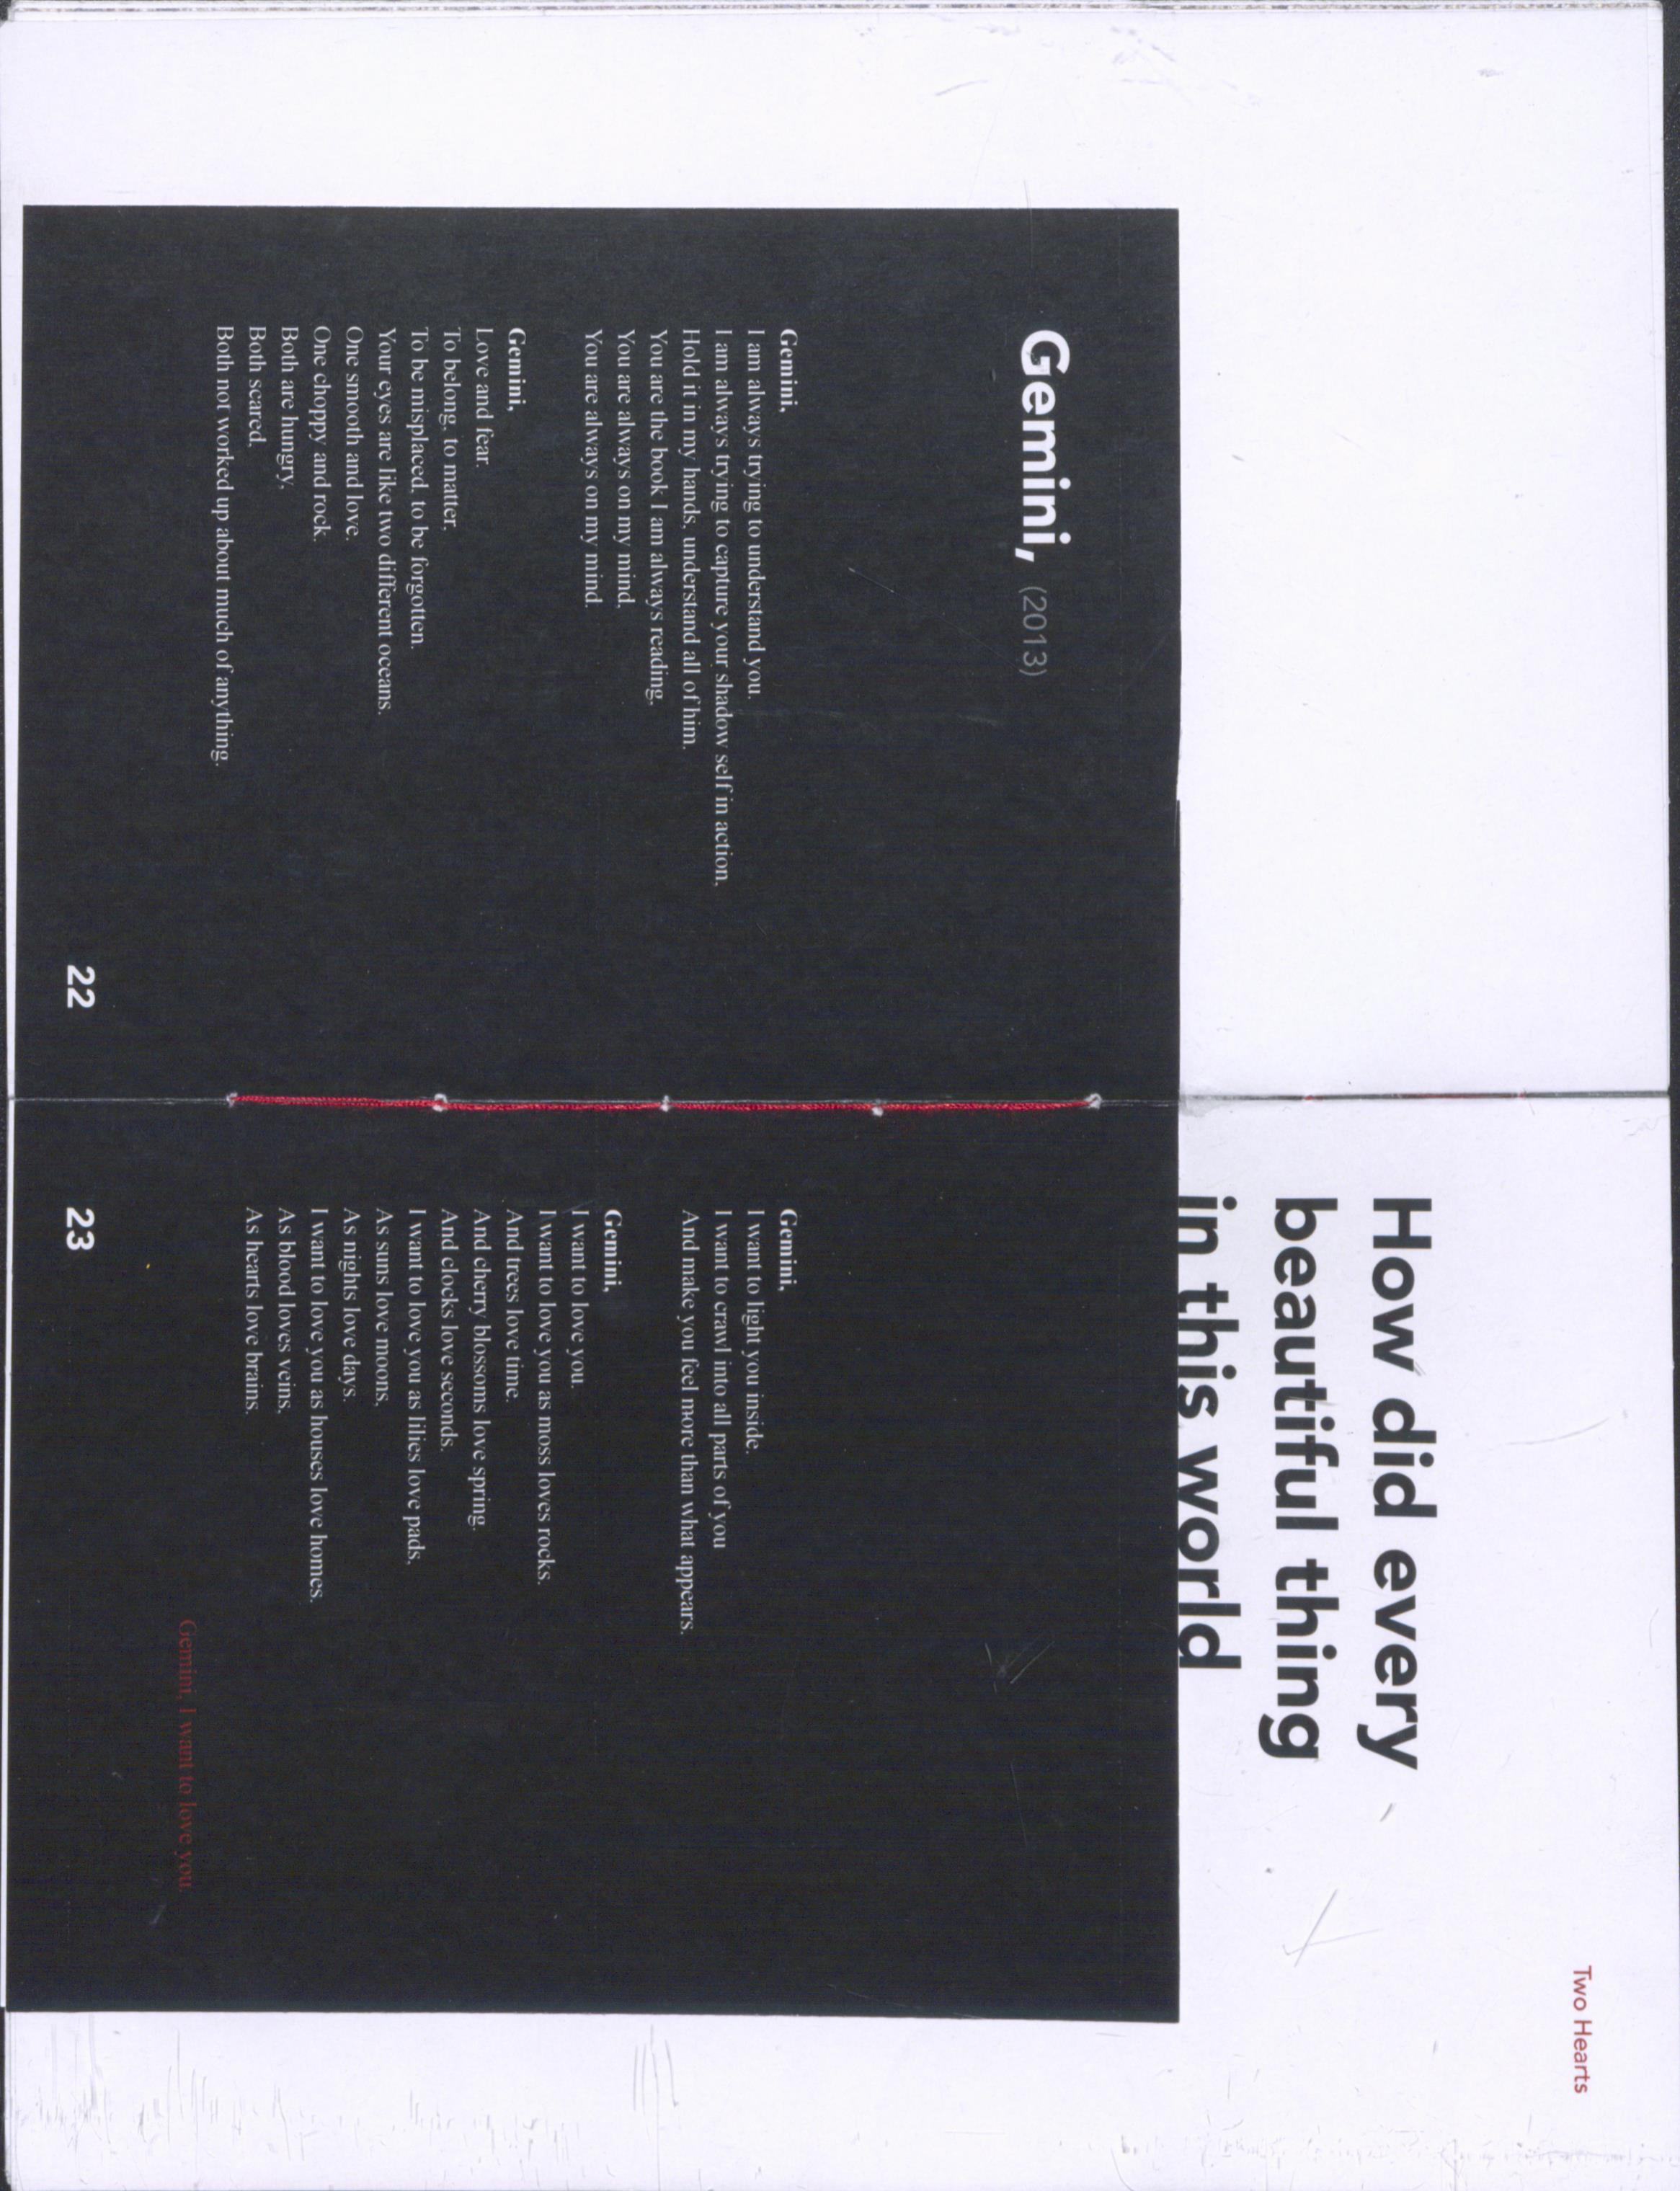 Two Hearts
How did every
beautiful thing
in this world
Gemini, (2013)
Gemini,
I am always trying to understand you.
I am always trying to capture your shadow self in action,
Hold it in my hands, understand all of him.
You are the book I am always reading,
You are always on my mind,
You are always on my mind.
Gemini,
Love and fear.
To belong, to matter,
To be misplaced, to be forgotten.
Your eyes are like two different oceans.
One smooth and love.
One choppy and rock.
Both are hungry,
Both scared,
Both not worked up about much of anything.
22
Gemini,
I want to light you inside.
I want to crawl into all parts of you
And make you feel more than what appears.
Gemini,
I want to love you.
I want to love you as moss loves rocks.
And trees love time.
And cherry blossoms love spring.
And clocks love seconds.
I want to love you as lilies love pads,
As suns love moons,
As nights love days.
I want to love you as houses love homes.
As blood loves veins,
As hearts love brains.
Gemini, I want to love you.
23